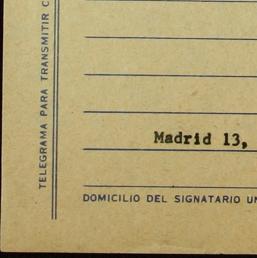 TELEGRAMA PARA TRANSMITIR
Madrid 13,
DOMICILIO DEL SIGNATARIO